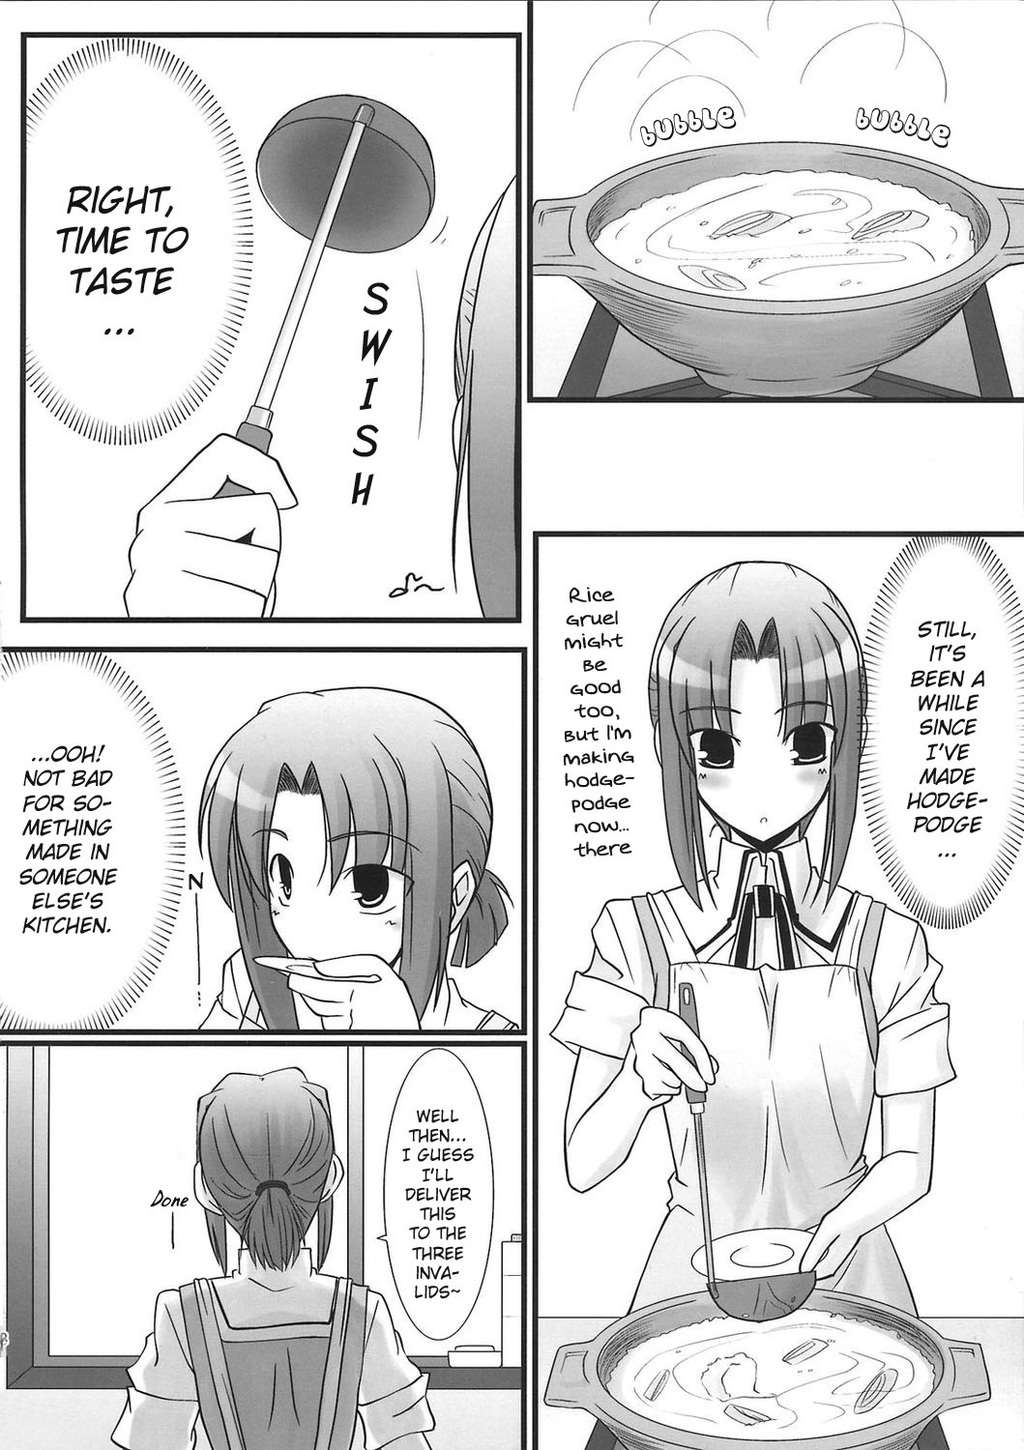 bubble
bubble
STILL,
IT'S
BEEN A
WHILE
SINCE
I'VE
MADE
HODGE-
PODGE
...
Rice
gruel
might
be
good
too,
but I'm
making
hodge-
podge
now...
there
RIGHT,
TIME TO
TASTE
...
SWISH
...OOH!
NOT BAD
FOR SO-
METHING
MADE IN
SOMEONE
ELSE'S
KITCHEN.
N
WELL
THEN...
I GUESS
I'LL
DELIVER
THIS
TO THE
THREE
INVA-
LIDS~
Done